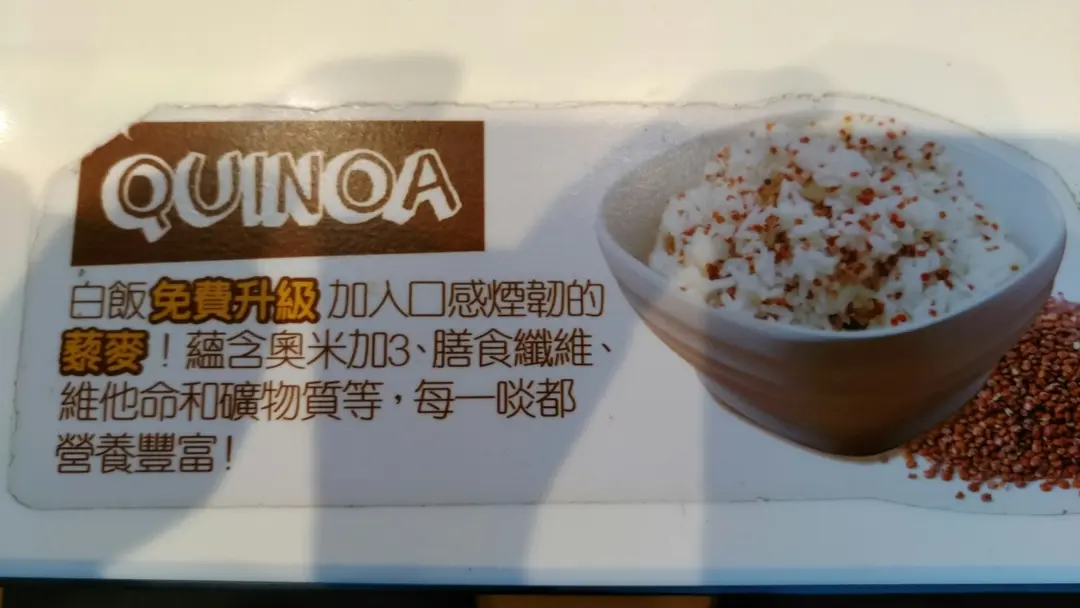 QUINOA
白飯免費升級 加入口感煙韌的
藜麥！蘊含奧米加3、膳食纖維、
維他命和礦物質等，每一啖都
營養豐富！